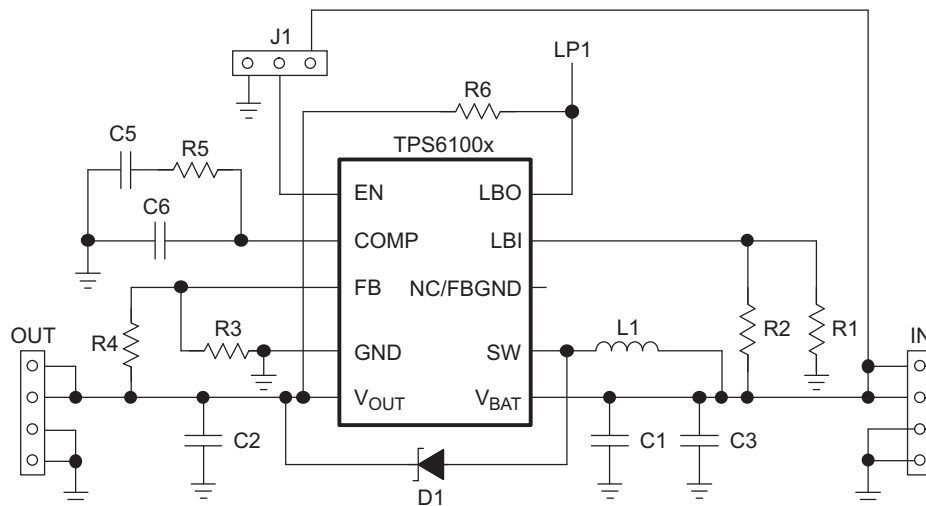 J1
LP1
R6
TPS6100x
C5
R5
EN
LBO
C6
COMP
LBI
FB
NC/FBGND
OUT
R4
R3
L1
R2
R1
IN
GND
SW
VOUT
VBAT
C2
C1
C3
D1